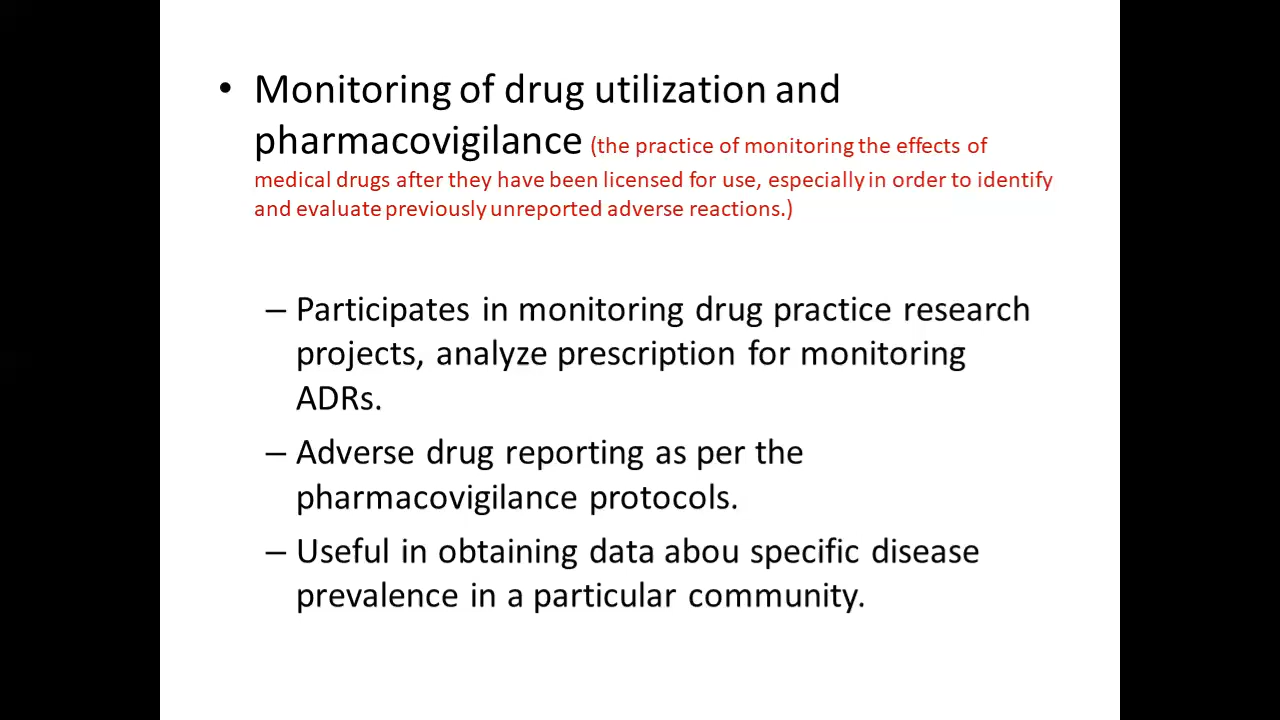 • Monitoring of drug utilization and
pharmacovigilance (the practice of monitoring the effects of
medical drugs after they have been licensed for use, especially in order to identify
and evaluate previously unreported adverse reactions.)
– Participates in monitoring drug practice research
projects, analyze prescription for monitoring
ADRs.
– Adverse drug reporting as per the
pharmacovigilance protocols.
– Useful in obtaining data abou specific disease
prevalence in a particular community.